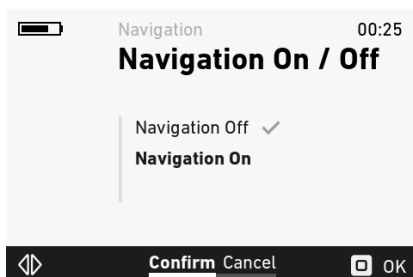 Navigation 00:25
Navigation On / Off
Navigation Off
Navigation On
Confirm Cancel OK